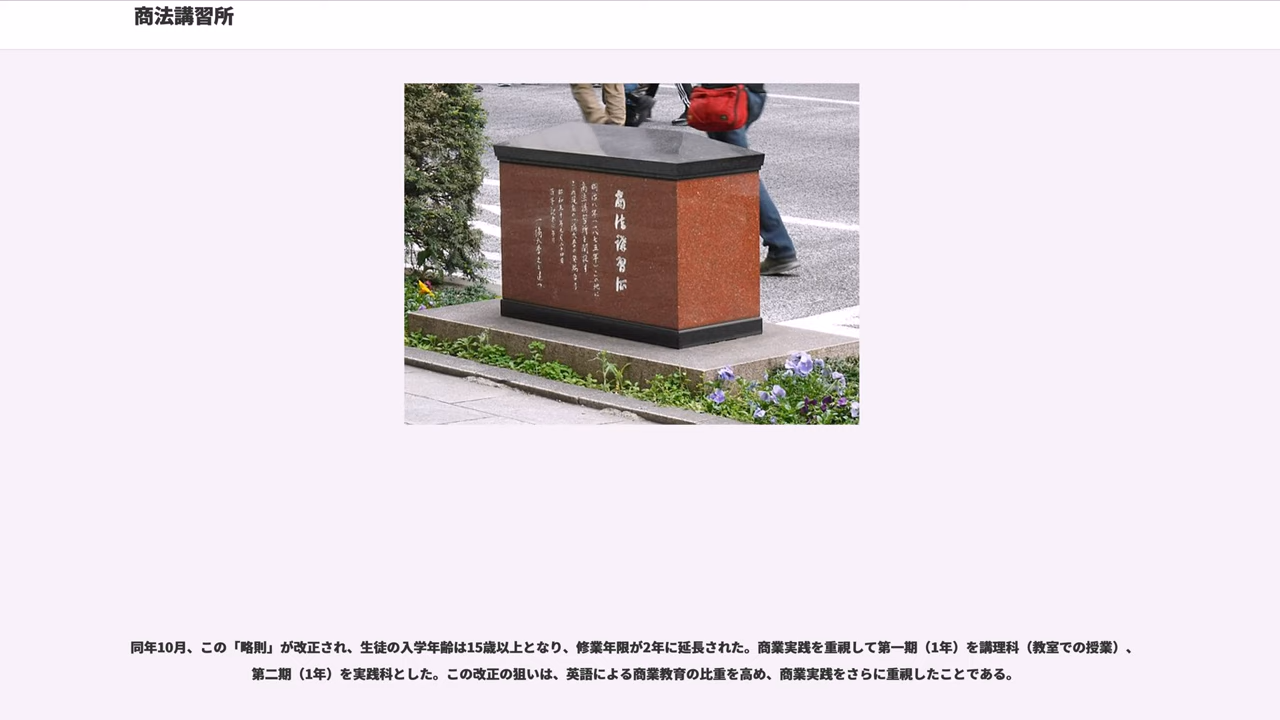 商法講習所
商法講習所
同年10月、この「略則」が改正され、生徒の入学年齢は15歳以上となり、修業年限が2年に延長された。商業実践を重視して第一期（1年）を講理科（教室での授業）、
第二期（1年）を実践科とした。この改正の狙いは、英語による商業教育の比重を高め、商業実践をさらに重視したことである。